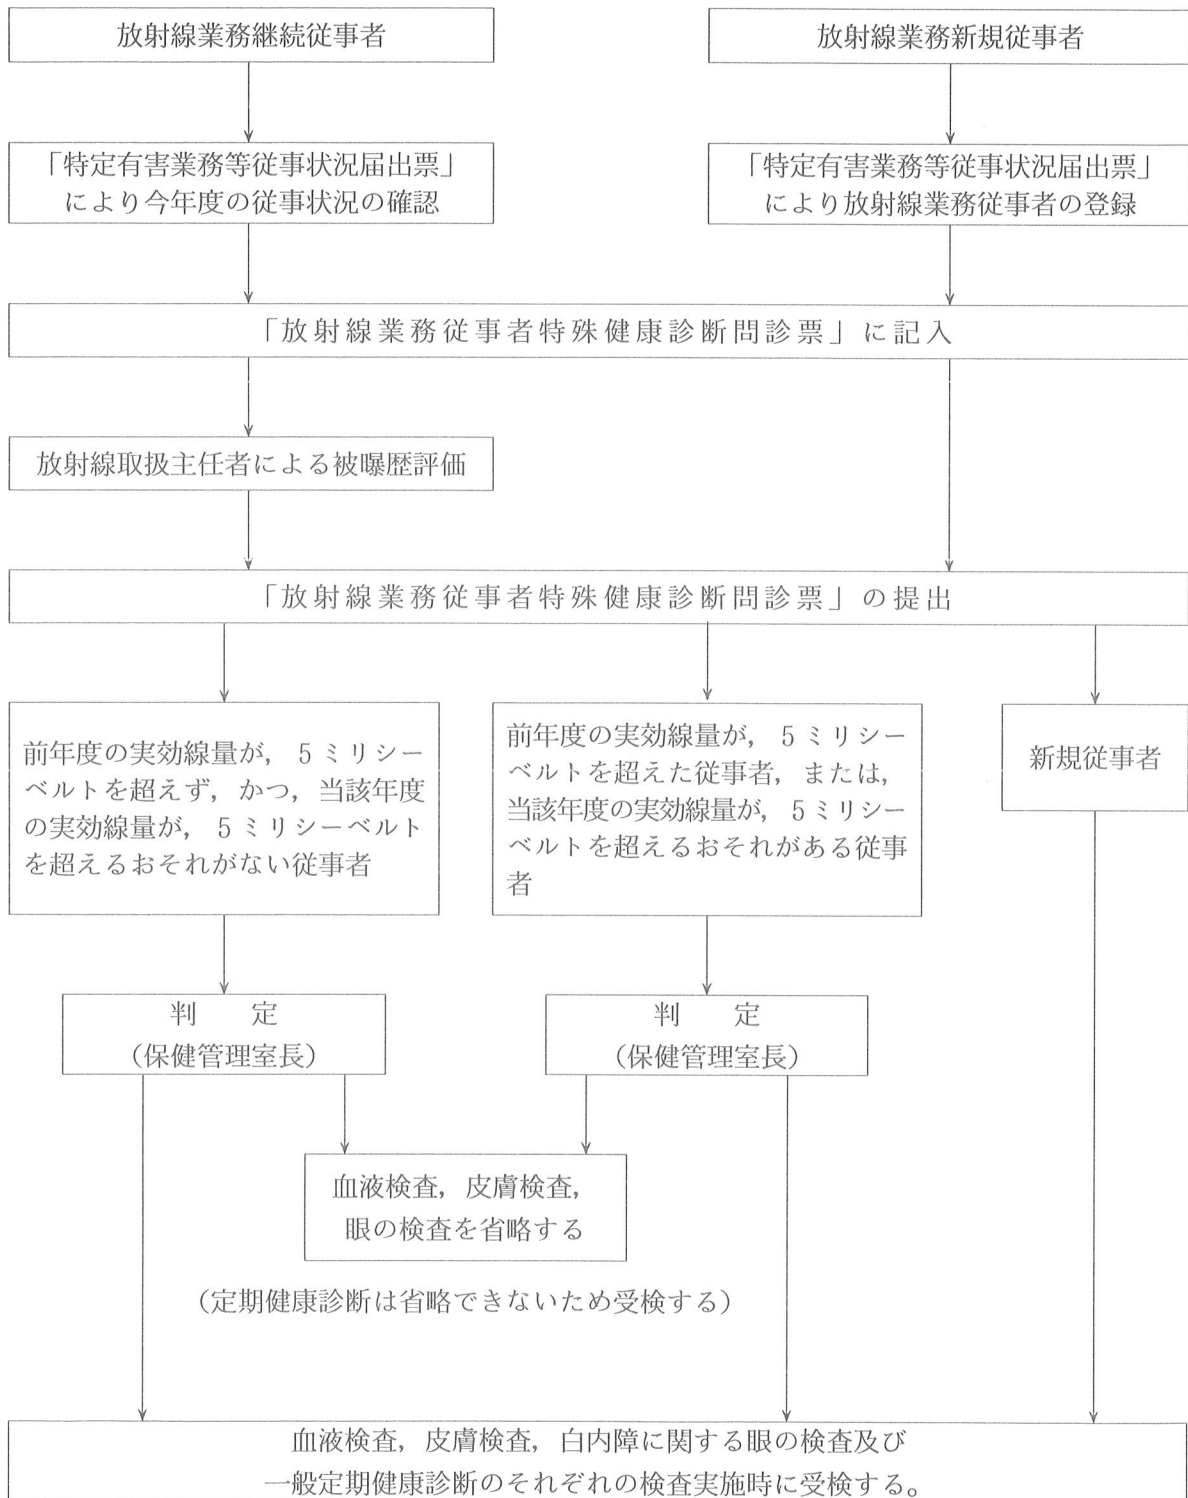 放射線業務継続従事者
放射線業務新規従事者
「特定有害業務等従事状況届出票」
により今年度の従事状況の確認
「特定有害業務等従事状況届出票」
により放射線業務従事者の登録
「放射線業務従事者特殊健康診断問診票」に記入
放射線取扱主任者による被曝歴評価
「放射線業務従事者特殊健康診断問診票」の提出
前年度の実効線量が，5ミリシー
ベルトを超えず，かつ，当該年度
の実効線量が，5ミリシーベルト
を超えるおそれがない従事者
前年度の実効線量が，5ミリシー
ベルトを超えた従事者，または，
当該年度の実効線量が，5ミリシー
ベルトを超えるおそれがある従事
者
新規従事者
判　　定
（保健管理室長）
判　　定
（保健管理室長）
血液検査，皮膚検査，
眼の検査を省略する
（定期健康診断は省略できないため受検する）
血液検査，皮膚検査，白内障に関する眼の検査及び
一般定期健康診断のそれぞれの検査実施時に受検する。